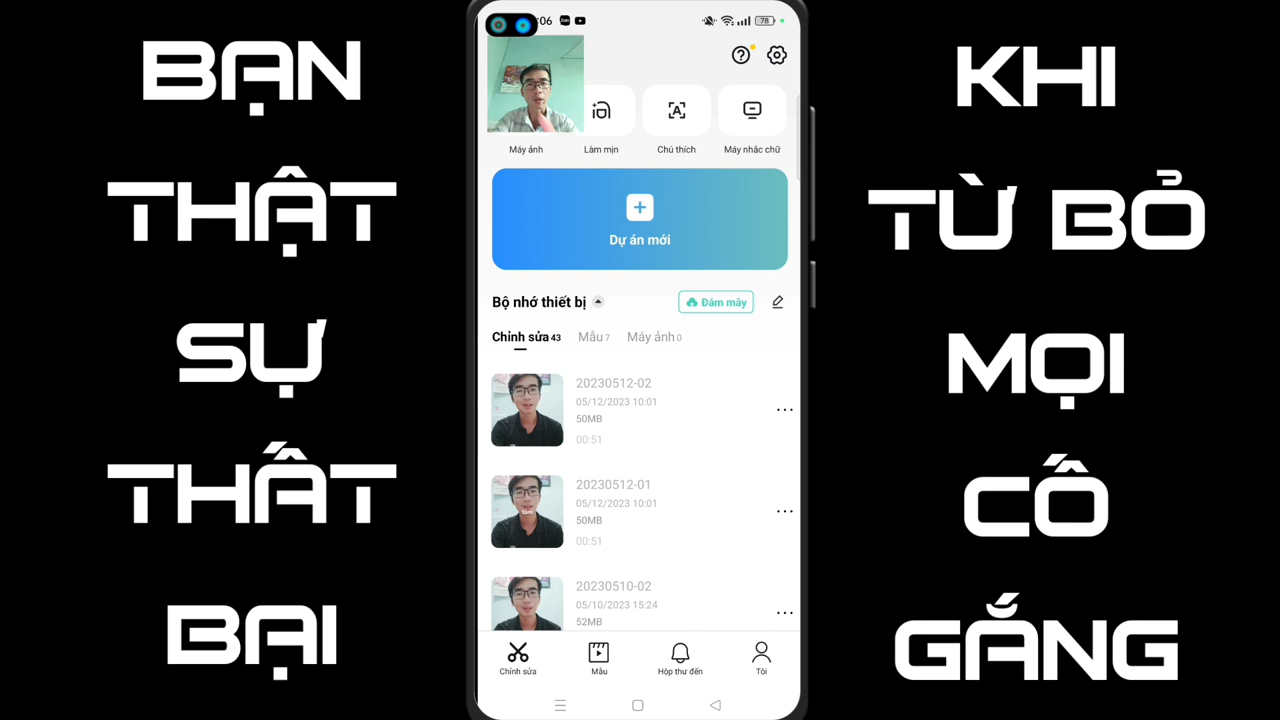 BẠN
THẬT
SỰ
THẤT
BẠI
:06
78
Máy ảnh
Làm mịn
Chú thích
Máy nhắc chữ
Dự án mới
Bộ nhớ thiết bị
Đám mây
Chỉnh sửa 43
Mẫu 7
Máy ảnh 0
20230512-02
05/12/2023 10:01
50MB
00:51
20230512-01
05/12/2023 10:01
50MB
00:51
20230510-02
05/10/2023 15:24
52MB
Chỉnh sửa
Mẫu
Hộp thư đến
Tôi
KHI
TỪ BỎ
MỌI
CỐ
GẮNG